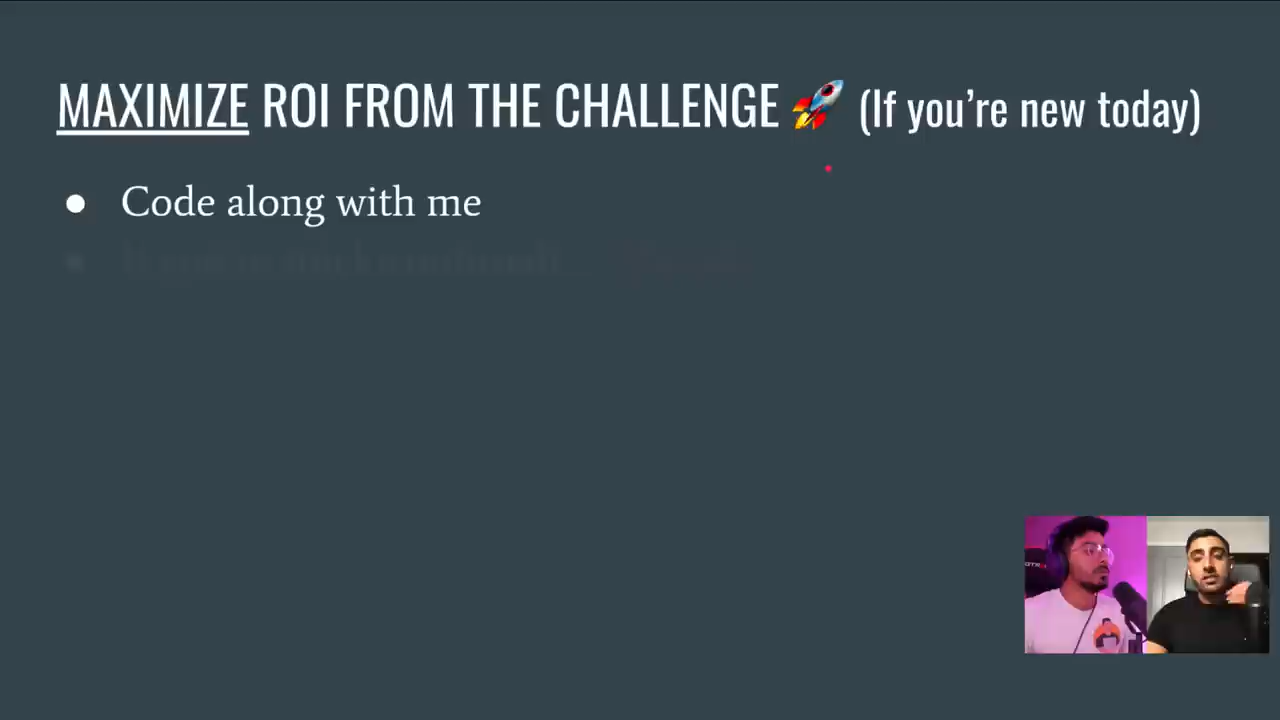 MAXIMIZE ROI FROM THE CHALLENGE 🚀 (If you're new today)
● Code along with me